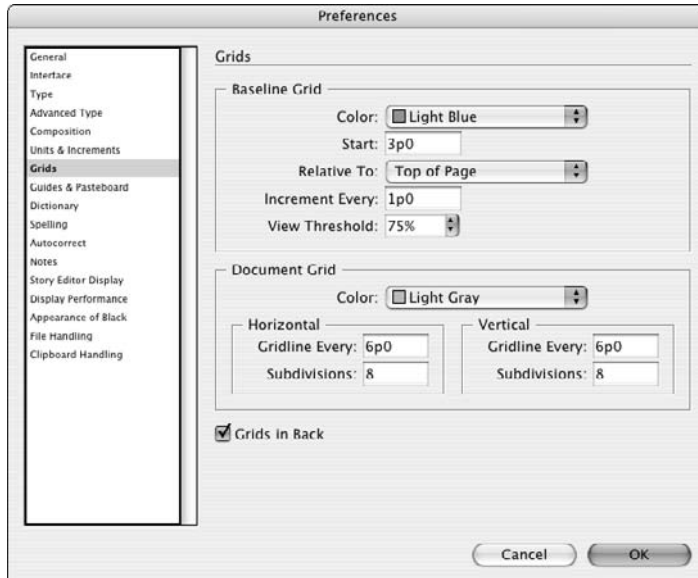 Preferences
General
Interface
Type
Advanced Type
Composition
Units & Increments
Grids
Guides & Pasteboard
Dictionary
Spelling
Autocorrect
Notes
Story Editor Display
Display Performance
Appearance of Black
File Handling
Clipboard Handling
Grids
Baseline Grid
Color: Light Blue
Start: 3p0
Relative To: Top of Page
Increment Every: 1p0
View Threshold: 75%
Document Grid
Color: Light Gray
Horizontal
Gridline Every: 6p0
Subdivisions: 8
Vertical
Gridline Every: 6p0
Subdivisions: 8
Grids in Back
Cancel
OK